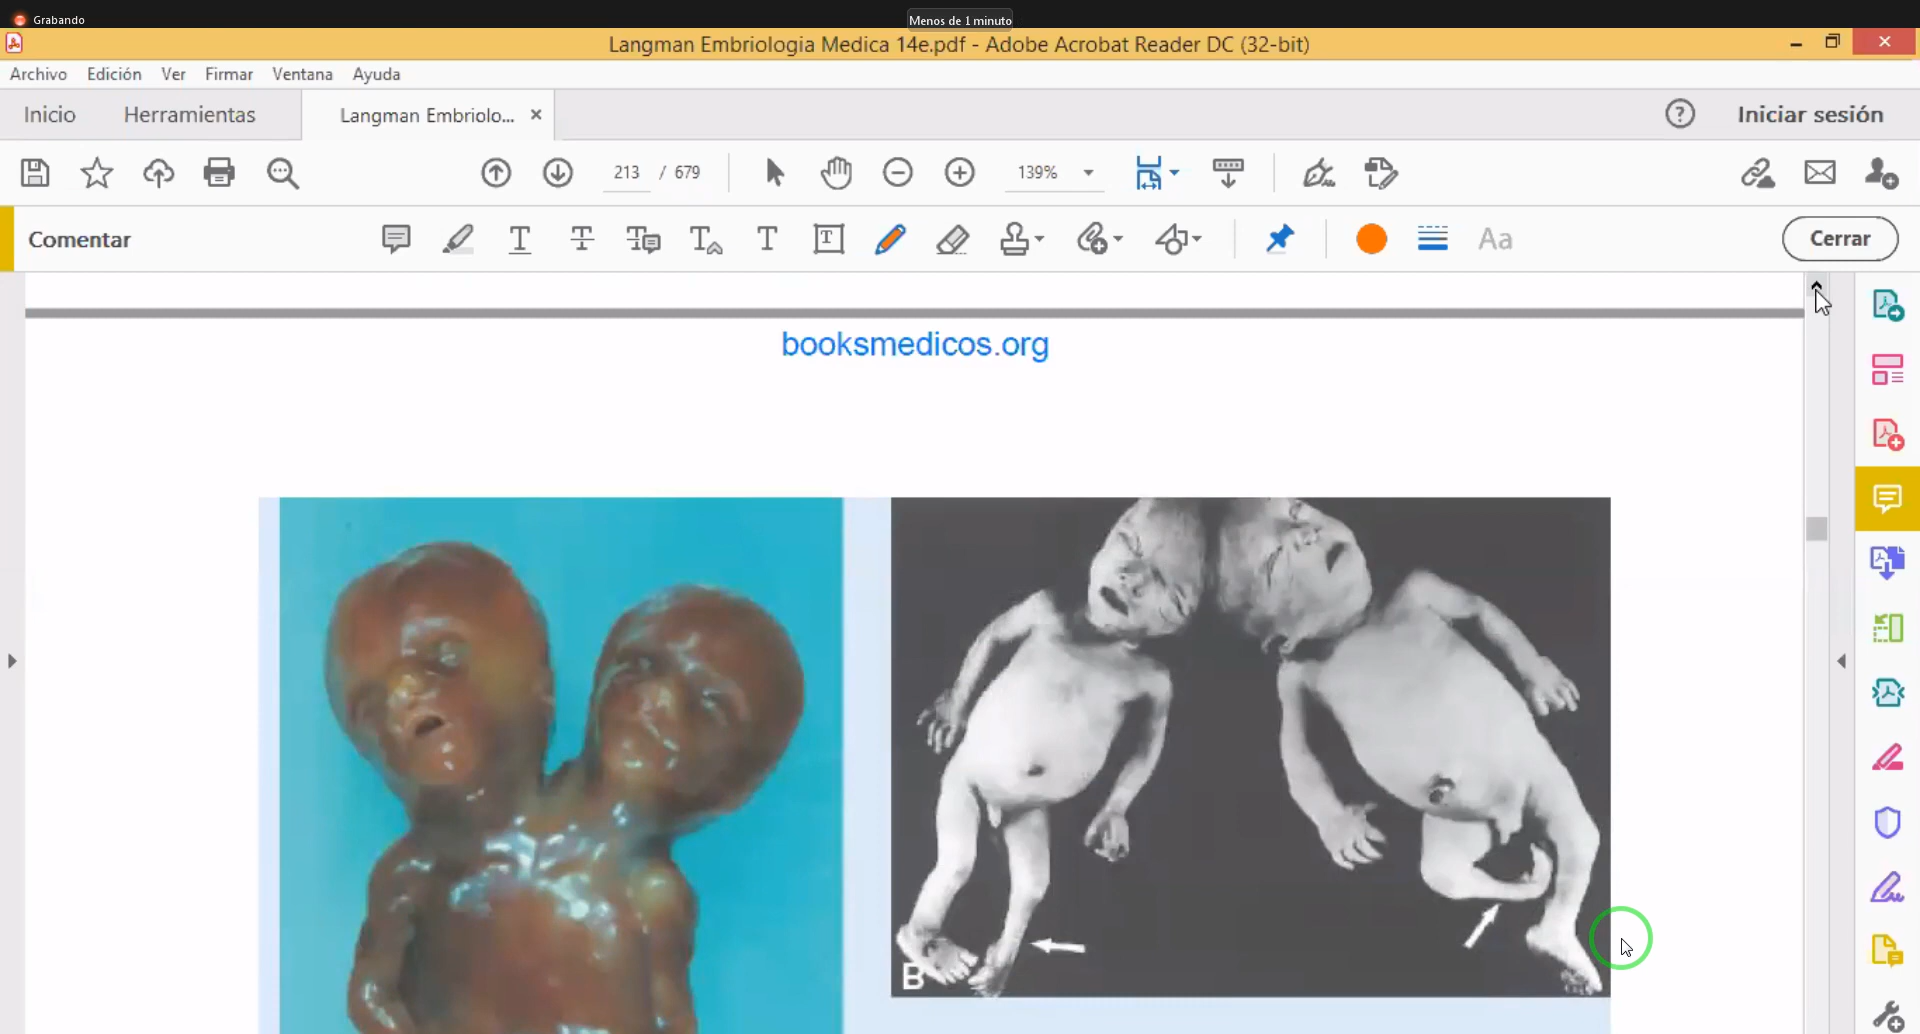 Grabando
Menos de 1 minuto
Langman Embriologia Medica 14e.pdf - Adobe Acrobat Reader DC (32-bit)
Archivo Edición Ver Firmar Ventana Ayuda
Inicio Herramientas Langman Embriolo... Iniciar sesión
213 / 679 139%
Comentar Aa Cerrar
booksmedicos.org
B